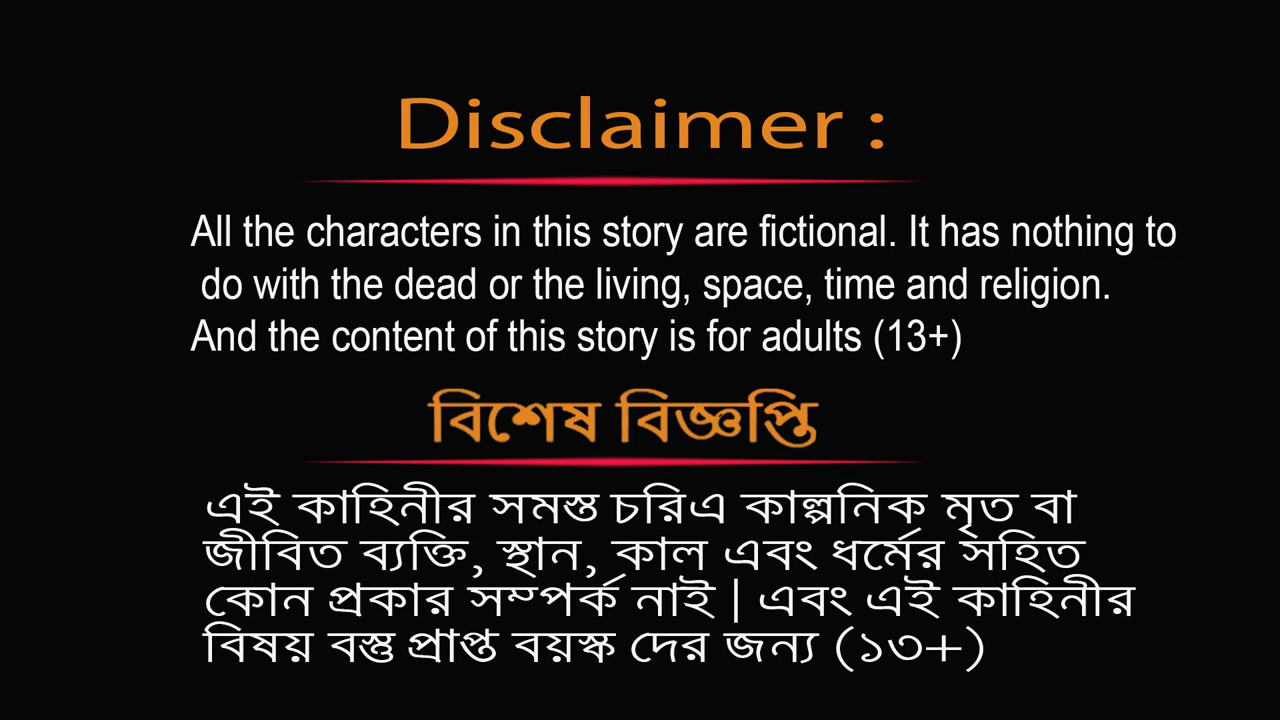 Disclaimer :
All the characters in this story are fictional. It has nothing to
do with the dead or the living, space, time and religion.
And the content of this story is for adults (13+)
বিশেষ বিজ্ঞপ্তি
এই কাহিনীর সমস্ত চরিএ কাল্পনিক মৃত বা
জীবিত ব্যক্তি, স্থান, কাল এবং ধর্মের সহিত
কোন প্রকার সম্পর্ক নাই | এবং এই কাহিনীর
বিষয় বস্তু প্রাপ্ত বয়স্ক দের জন্য (১৩+)